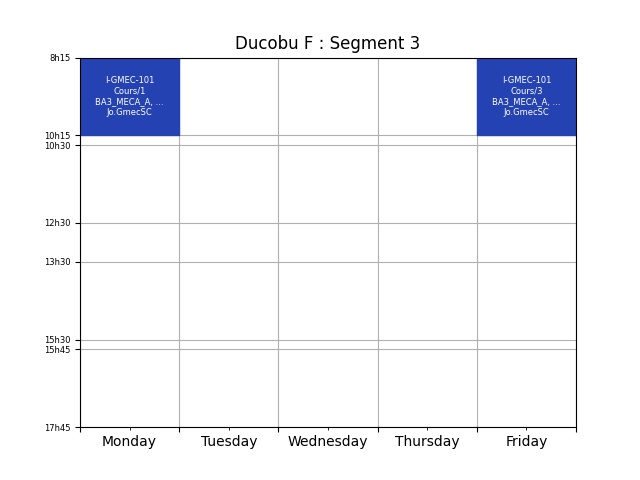 Ducobu F : Segment 3
8h15
I-GMEC-101
Cours/1
BA3_MECA_A, ...
Jo.GmecSC
I-GMEC-101
Cours/3
BA3_MECA_A, ...
Jo.GmecSC
10h15
10h30
12h30
13h30
15h30
15h45
17h45
Monday Tuesday Wednesday Thursday Friday